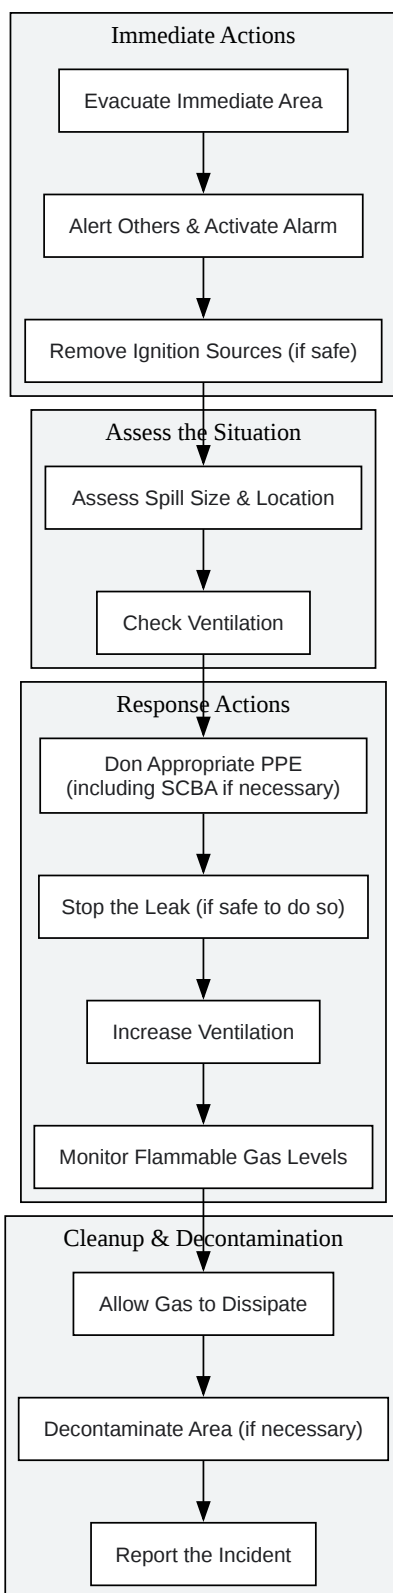 Immediate Actions
Evacuate Immediate Area
Alert Others & Activate Alarm
Remove Ignition Sources (if safe)
Assess the Situation
Assess Spill Size & Location
Check Ventilation
Response Actions
Don Appropriate PPE
(including SCBA if necessary)
Stop the Leak (if safe to do so)
Increase Ventilation
Monitor Flammable Gas Levels
Cleanup & Decontamination
Allow Gas to Dissipate
Decontaminate Area (if necessary)
Report the Incident